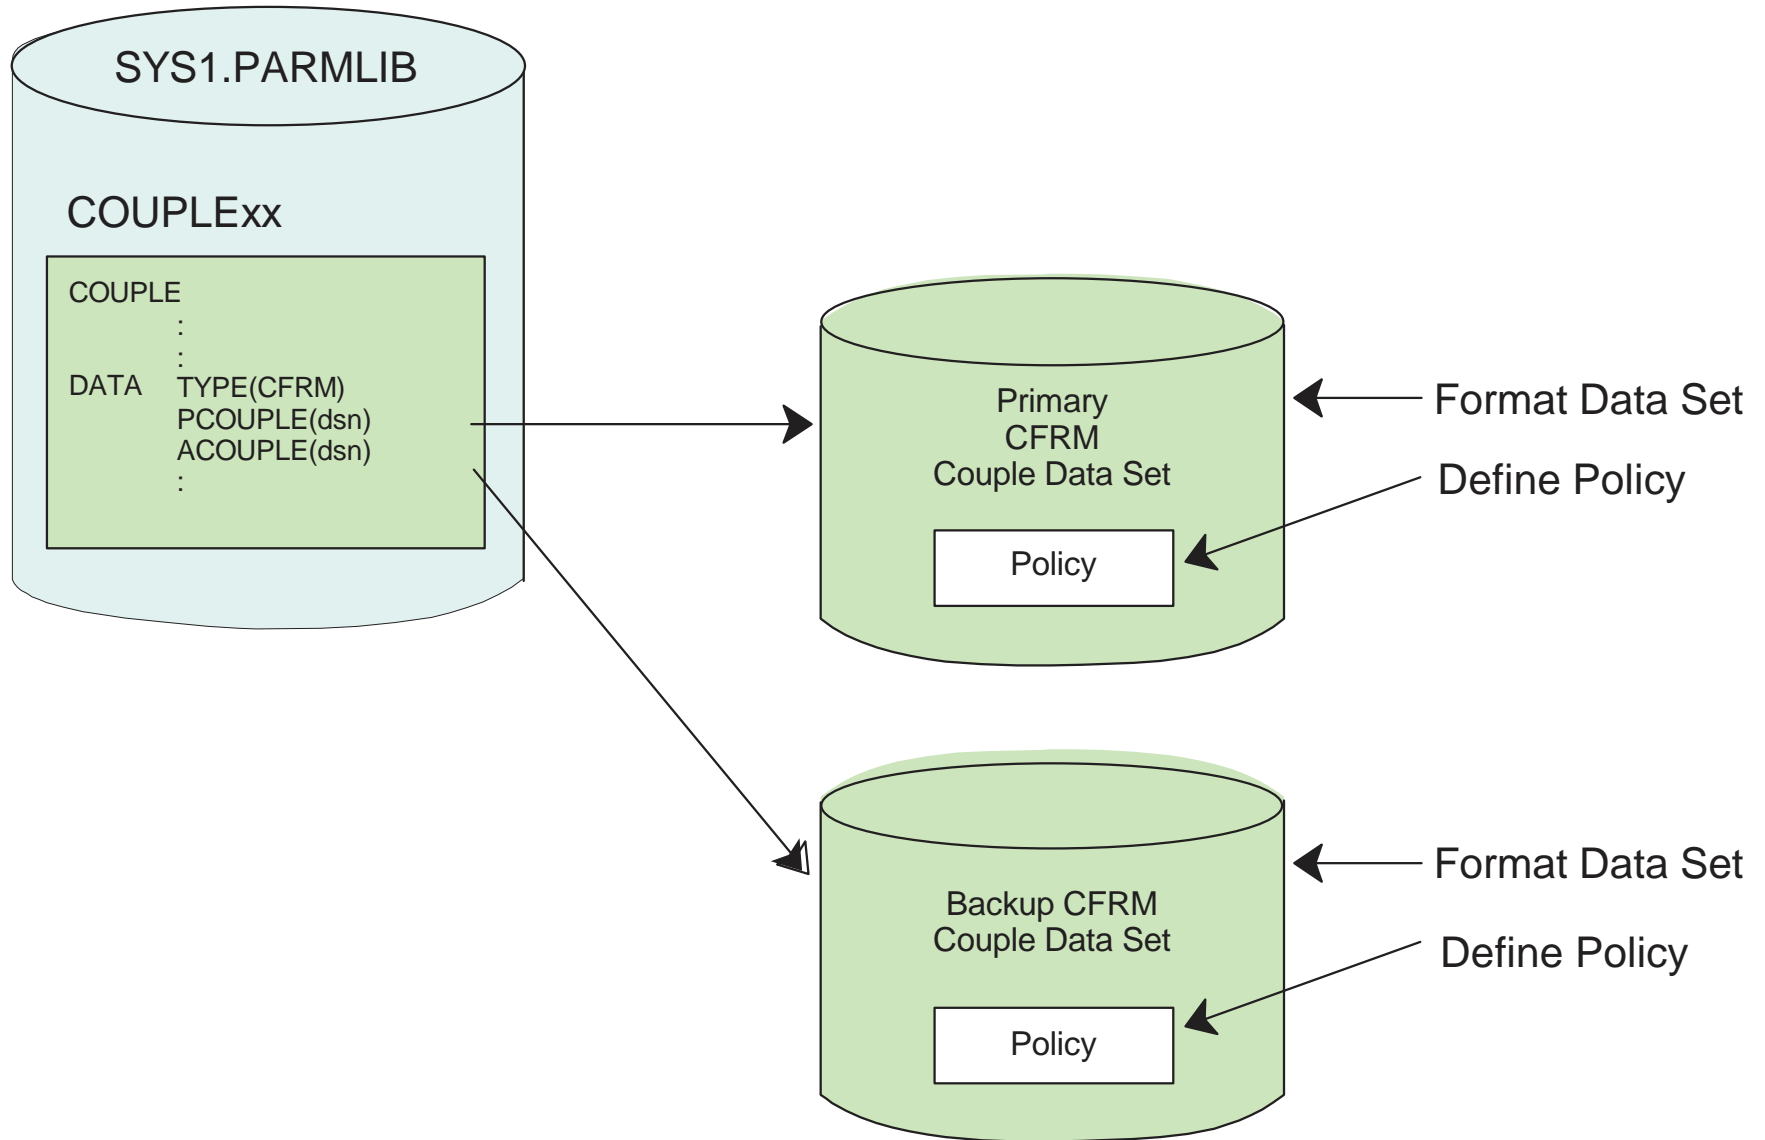 SYS1.PARMLIB
COUPLExx
COUPLE
:
:
DATA TYPE(CFRM)
PCOUPLE(dsn)
ACOUPLE(dsn)
:
Primary
CFRM
Couple Data Set
Policy
Format Data Set
Define Policy
Backup CFRM
Couple Data Set
Policy
Format Data Set
Define Policy